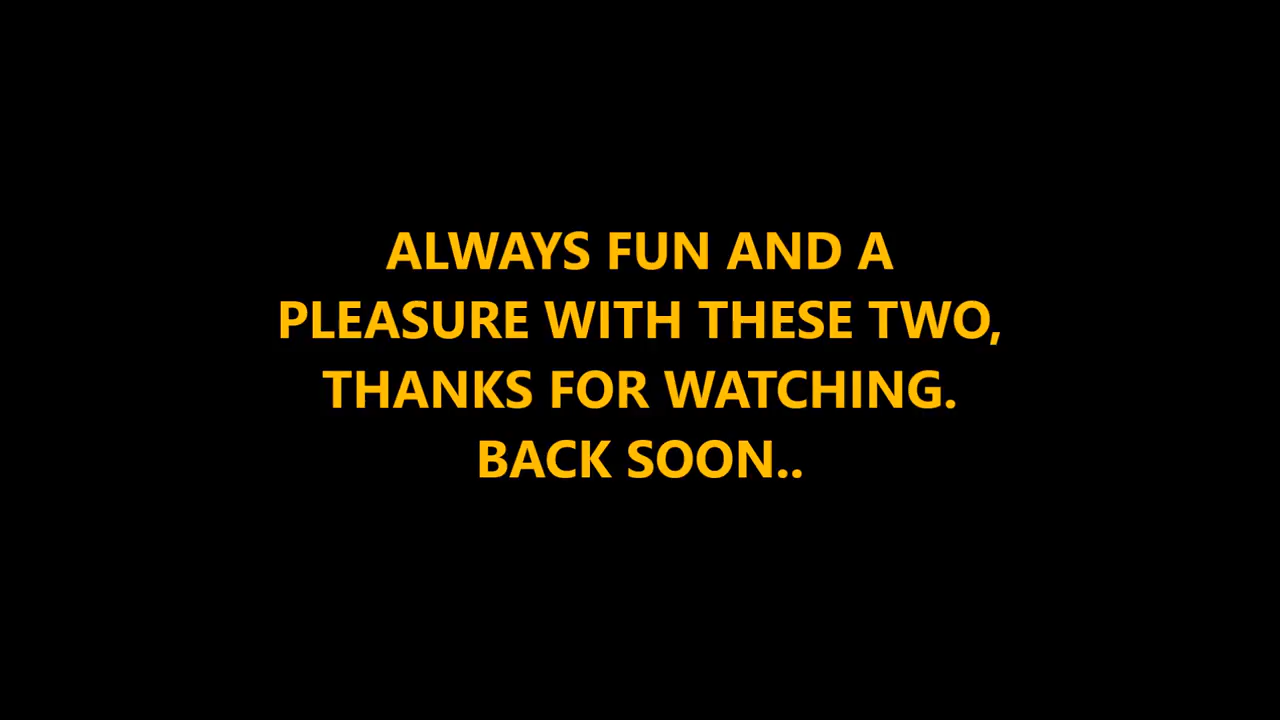 ALWAYS FUN AND A
PLEASURE WITH THESE TWO,
THANKS FOR WATCHING.
BACK SOON..